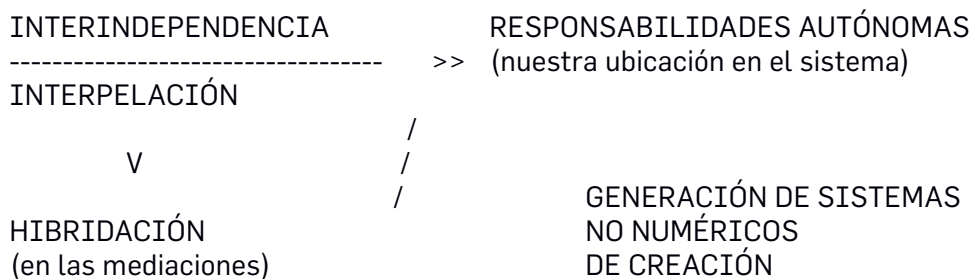 INTERINDEPENDENCIA RESPONSABILIDADES AUTÓNOMAS
----------------------------------- >> (nuestra ubicación en el sistema)
INTERPELACIÓN
/
V /
/ GENERACIÓN DE SISTEMAS
HIBRIDACIÓN NO NUMÉRICOS
(en las mediaciones) DE CREACIÓN